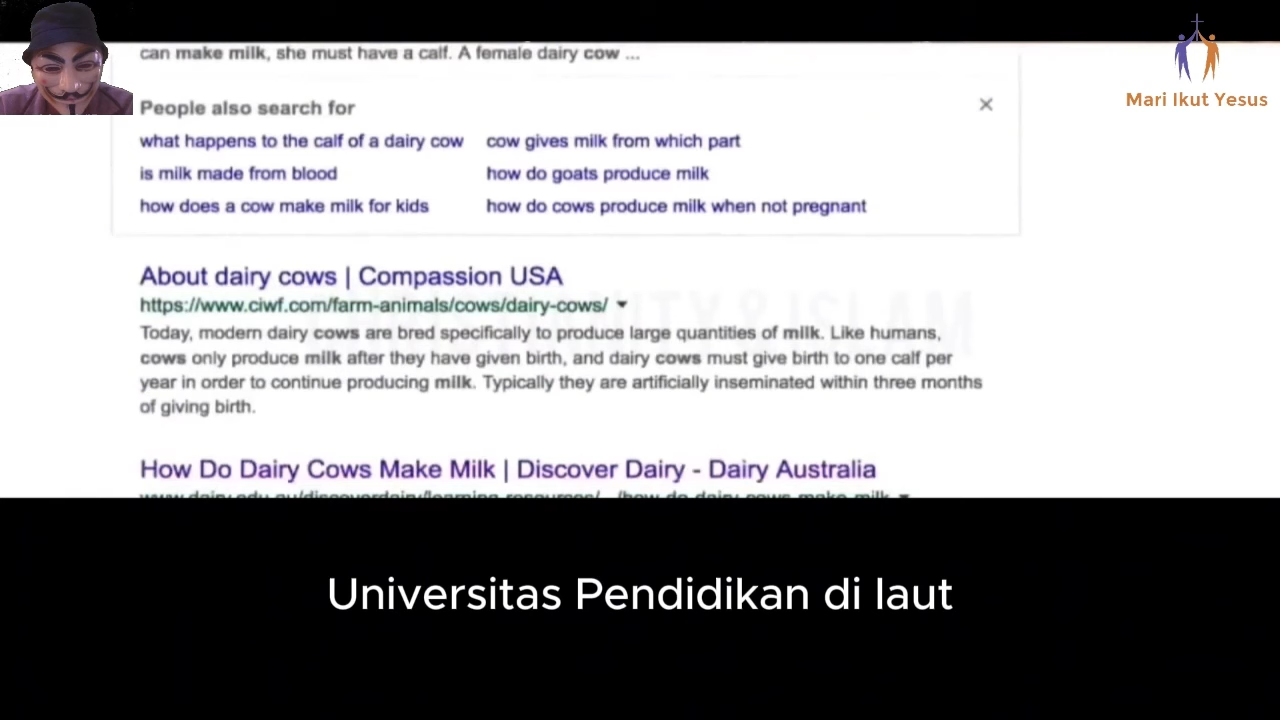 can make milk, she must have a calf. A female dairy cow ...
Mari Ikut Yesus
People also search for
what happens to the calf of a dairy cow
cow gives milk from which part
is milk made from blood
how do goats produce milk
how does a cow make milk for kids
how do cows produce milk when not pregnant
About dairy cows | Compassion USA
https://www.ciwf.com/farm-animals/cows/dairy-cows/
Today, modern dairy cows are bred specifically to produce large quantities of milk. Like humans,
cows only produce milk after they have given birth, and dairy cows must give birth to one calf per
year in order to continue producing milk. Typically they are artificially inseminated within three months
of giving birth.
How Do Dairy Cows Make Milk | Discover Dairy - Dairy Australia
Universitas Pendidikan di laut